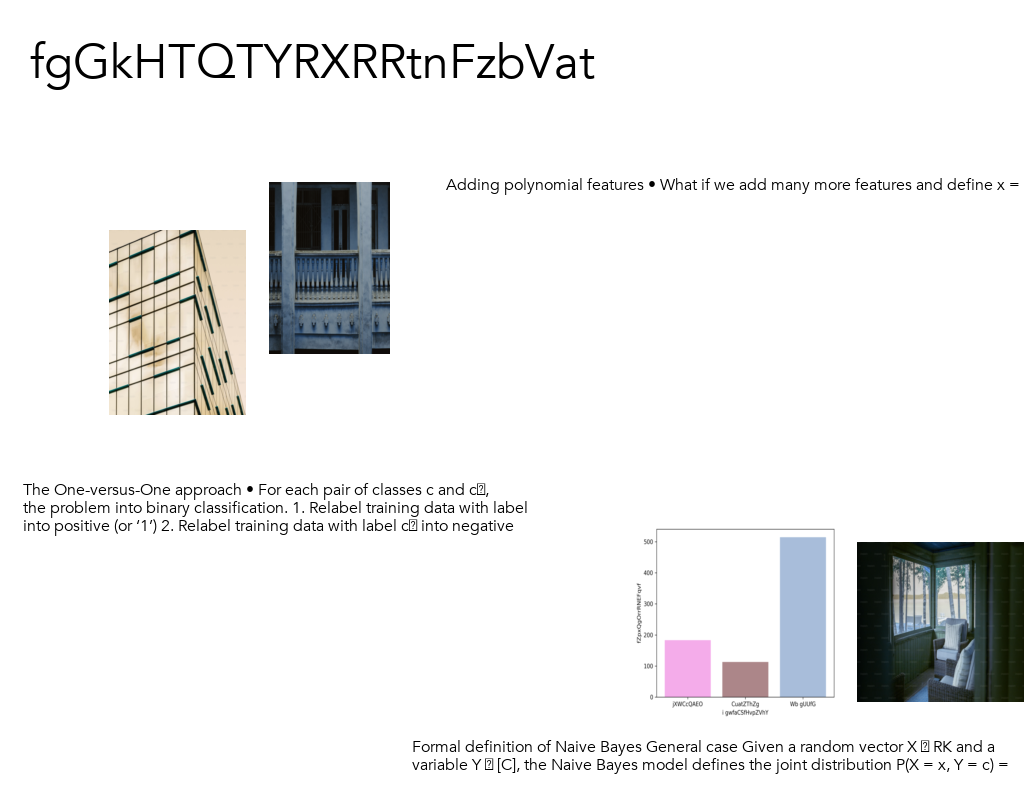 fgGkHTQTYRXRRtnFzbVat
Adding polynomial features • What if we add many more features and define x =
The One-versus-One approach • For each pair of classes c and c⍰,
the problem into binary classification. 1. Relabel training data with label
into positive (or ‘1’) 2. Relabel training data with label c⍰ into negative
500
400
300
200
100
0
jXWCcQAEO
CuatZThZg
Wb gUUfG
i gwfaCSfHvpZVhY
Formal definition of Naive Bayes General case Given a random vector X ⍰ RK and a
variable Y ⍰ [C], the Naive Bayes model defines the joint distribution P(X = x, Y = c) =